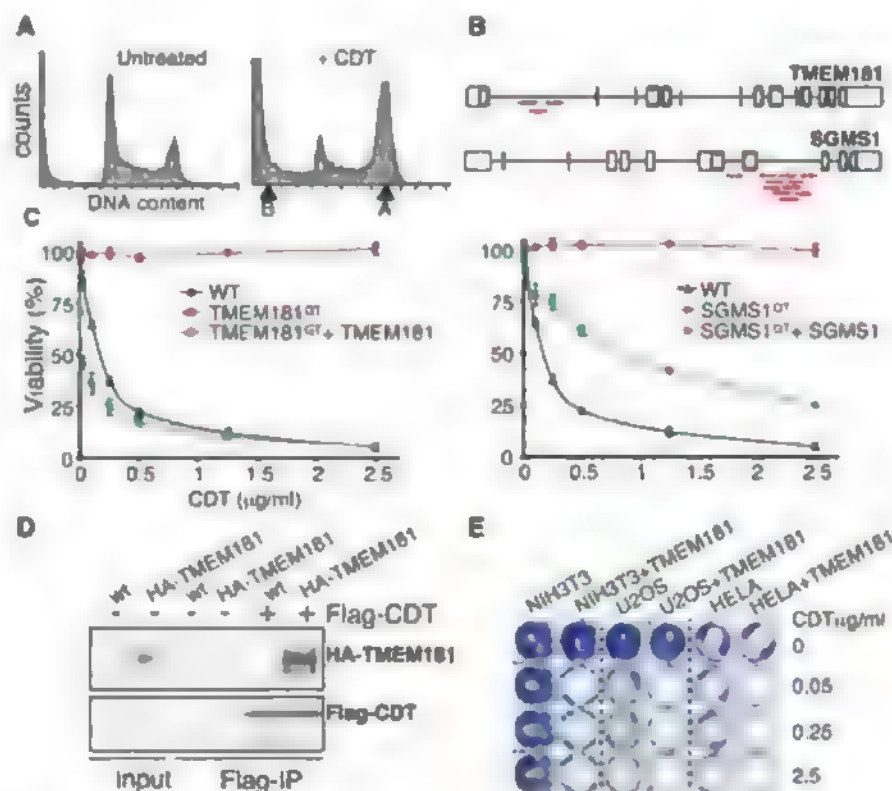 A
Untreated
+ CDT
counts
DNA content
B
A
B
TMEM181
SGMS1
C
Viability (%)
100
75
50
25
0
WT
TMEM181GT
TMEM181GT + TMEM181
0 0.5 1 1.5 2 2.5
CDT (µg/ml)
100
75
50
25
0
WT
SGMS1GT
SGMS1GT + SGMS1
0 0.5 1 1.5 2 2.5
D
wt HA-TMEM181 wt HA-TMEM181 wt HA-TMEM181
- - - - + + Flag-CDT
HA-TMEM181
Flag-CDT
Input Flag-IP
E
NIH3T3 NIH3T3+TMEM181 U2OS U2OS+TMEM181 HELA HELA+TMEM181
CDTµg/ml
0
0.05
0.25
2.5